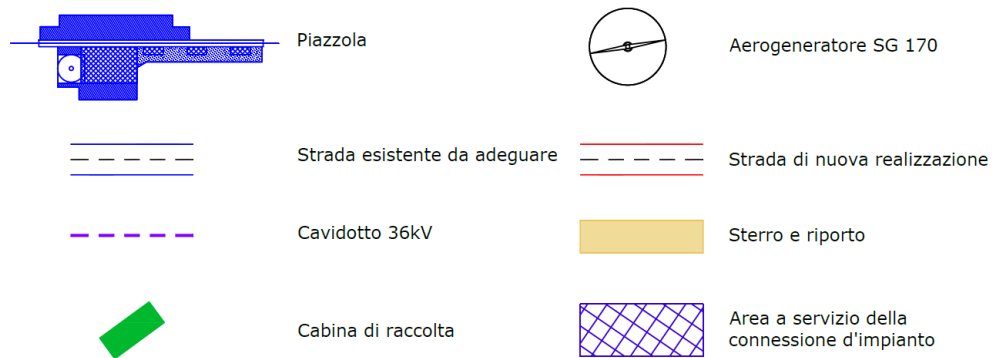 Piazzola
Aerogeneratore SG 170
Strada esistente da adeguare
Strada di nuova realizzazione
Cavidotto 36kV
Sterro e riporto
Cabina di raccolta
Area a servizio della
connessione d'impianto